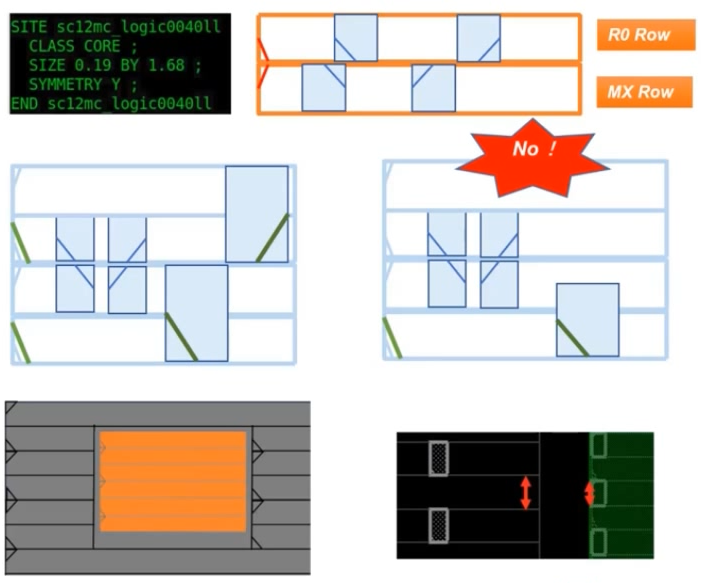 SITE sc12mc_logic0040ll
CLASS CORE ;
SIZE 0.19 BY 1.68 ;
SYMMETRY Y ;
END sc12mc_logic0040ll
R0 Row
MX Row
No !